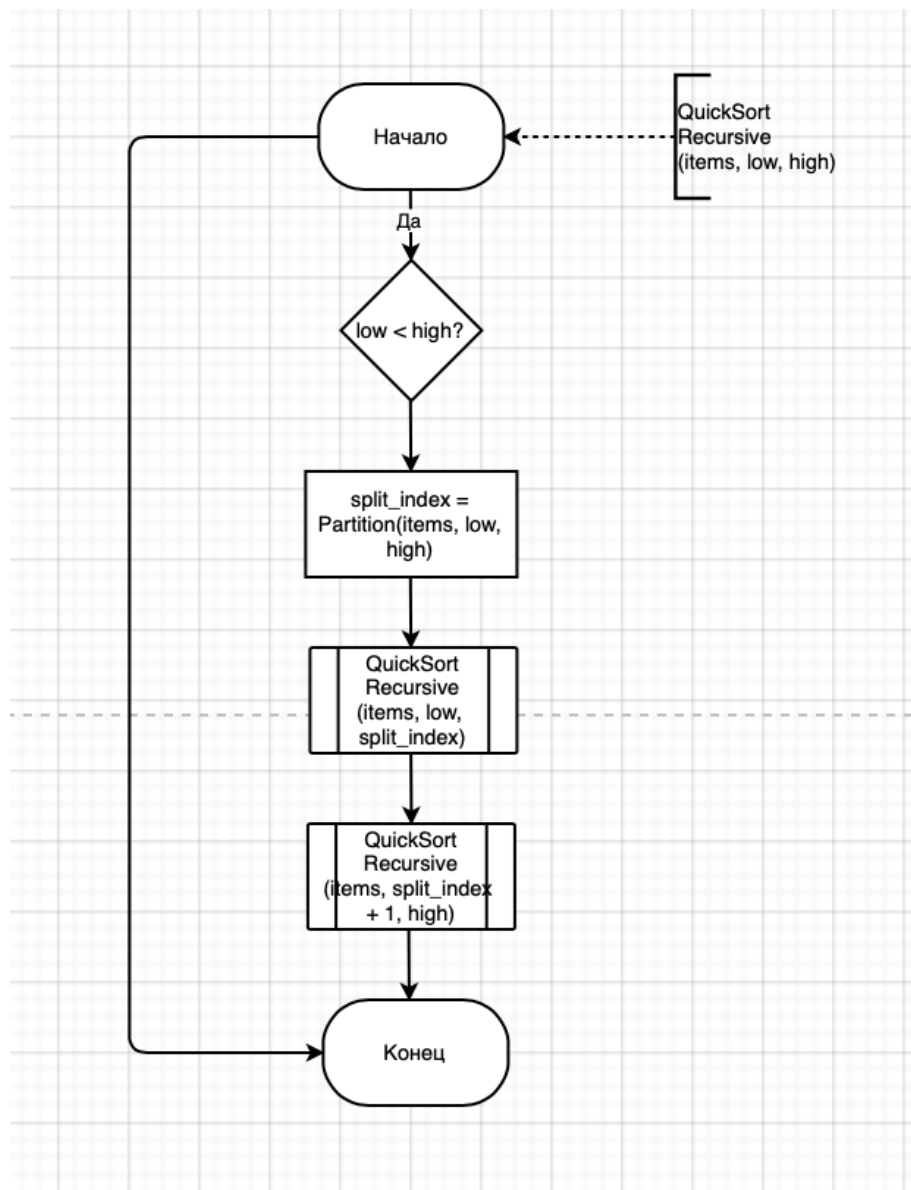 Начало
QuickSort
Recursive
(items, low, high)
Да
low < high?
split_index =
Partition(items, low,
high)
QuickSort
Recursive
(items, low,
split_index)
QuickSort
Recursive
(items, split_index
+ 1, high)
Конец